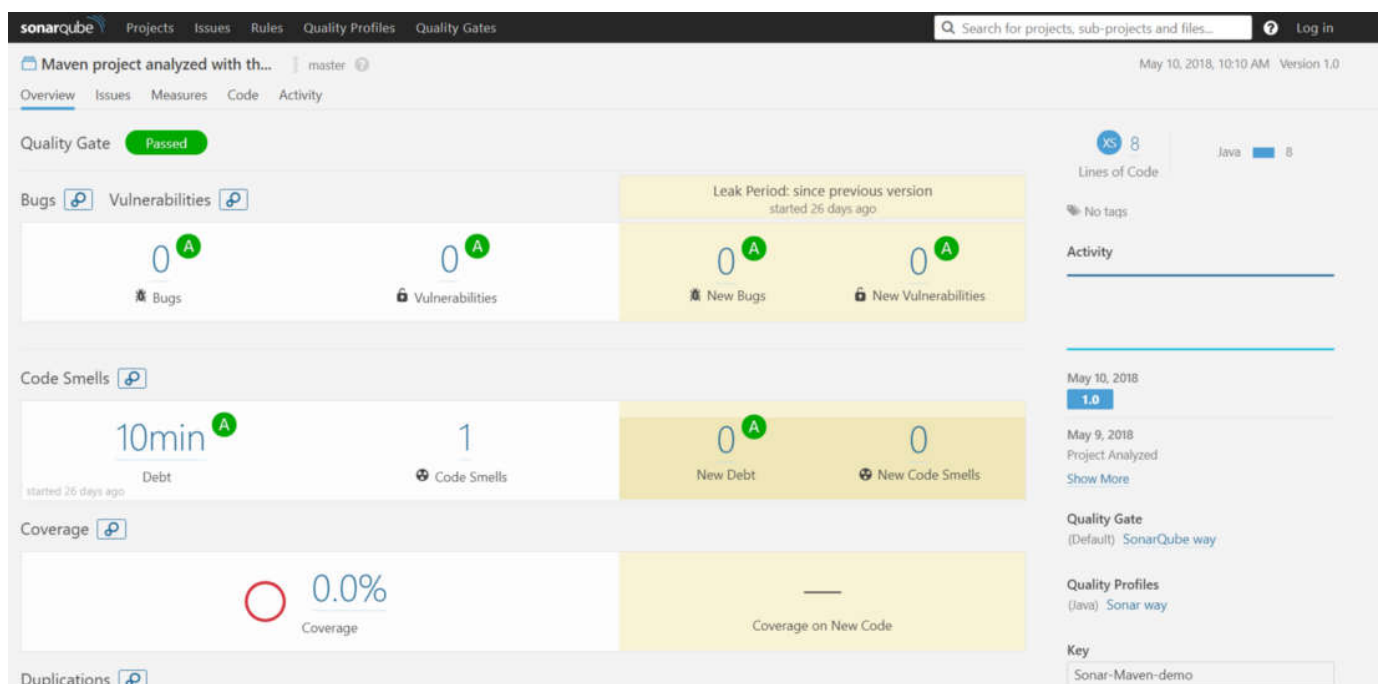 sonarqube Projects Issues Rules Quality Profiles Quality Gates Search for projects, sub-projects and files... Log in
Maven project analyzed with th... master May 10, 2018, 10:10 AM Version 1.0
Overview Issues Measures Code Activity
Quality Gate Passed
Bugs Vulnerabilities
Leak Period: since previous version
started 26 days ago
0 A 0 A 0 A 0 A
Bugs Vulnerabilities New Bugs New Vulnerabilities
Code Smells
10min A 1 0 A 0
Debt Code Smells New Debt New Code Smells
started 26 days ago
Coverage
0.0% —
Coverage Coverage on New Code
Duplications
XS 8 Java 8
Lines of Code
No tags
Activity
May 10, 2018
1.0
May 9, 2018
Project Analyzed
Show More
Quality Gate
(Default) SonarQube way
Quality Profiles
(Java) Sonar way
Key
Sonar-Maven-demo